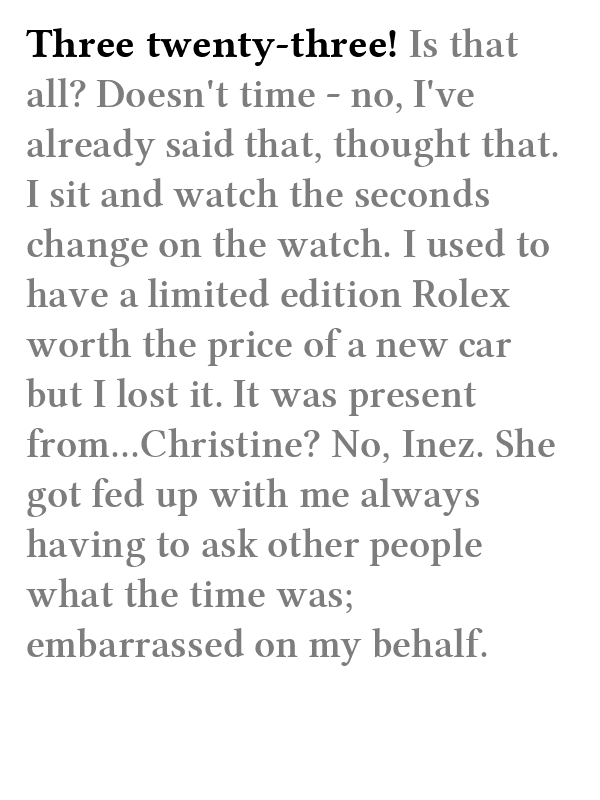 Three twenty-three! Is that
all? Doesn't time - no, I've
already said that, thought that.
I sit and watch the seconds
change on the watch. I used to
have a limited edition Rolex
worth the price of a new car
but I lost it. It was present
from...Christine? No, Inez. She
got fed up with me always
having to ask other people
what the time was;
embarrassed on my behalf.